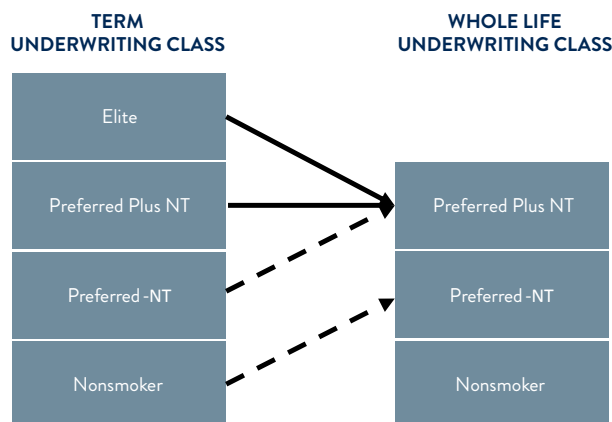 TERM
UNDERWRITING CLASS
Elite
Preferred Plus NT
Preferred -NT
Nonsmoker
WHOLE LIFE
UNDERWRITING CLASS
Preferred Plus NT
Preferred -NT
Nonsmoker